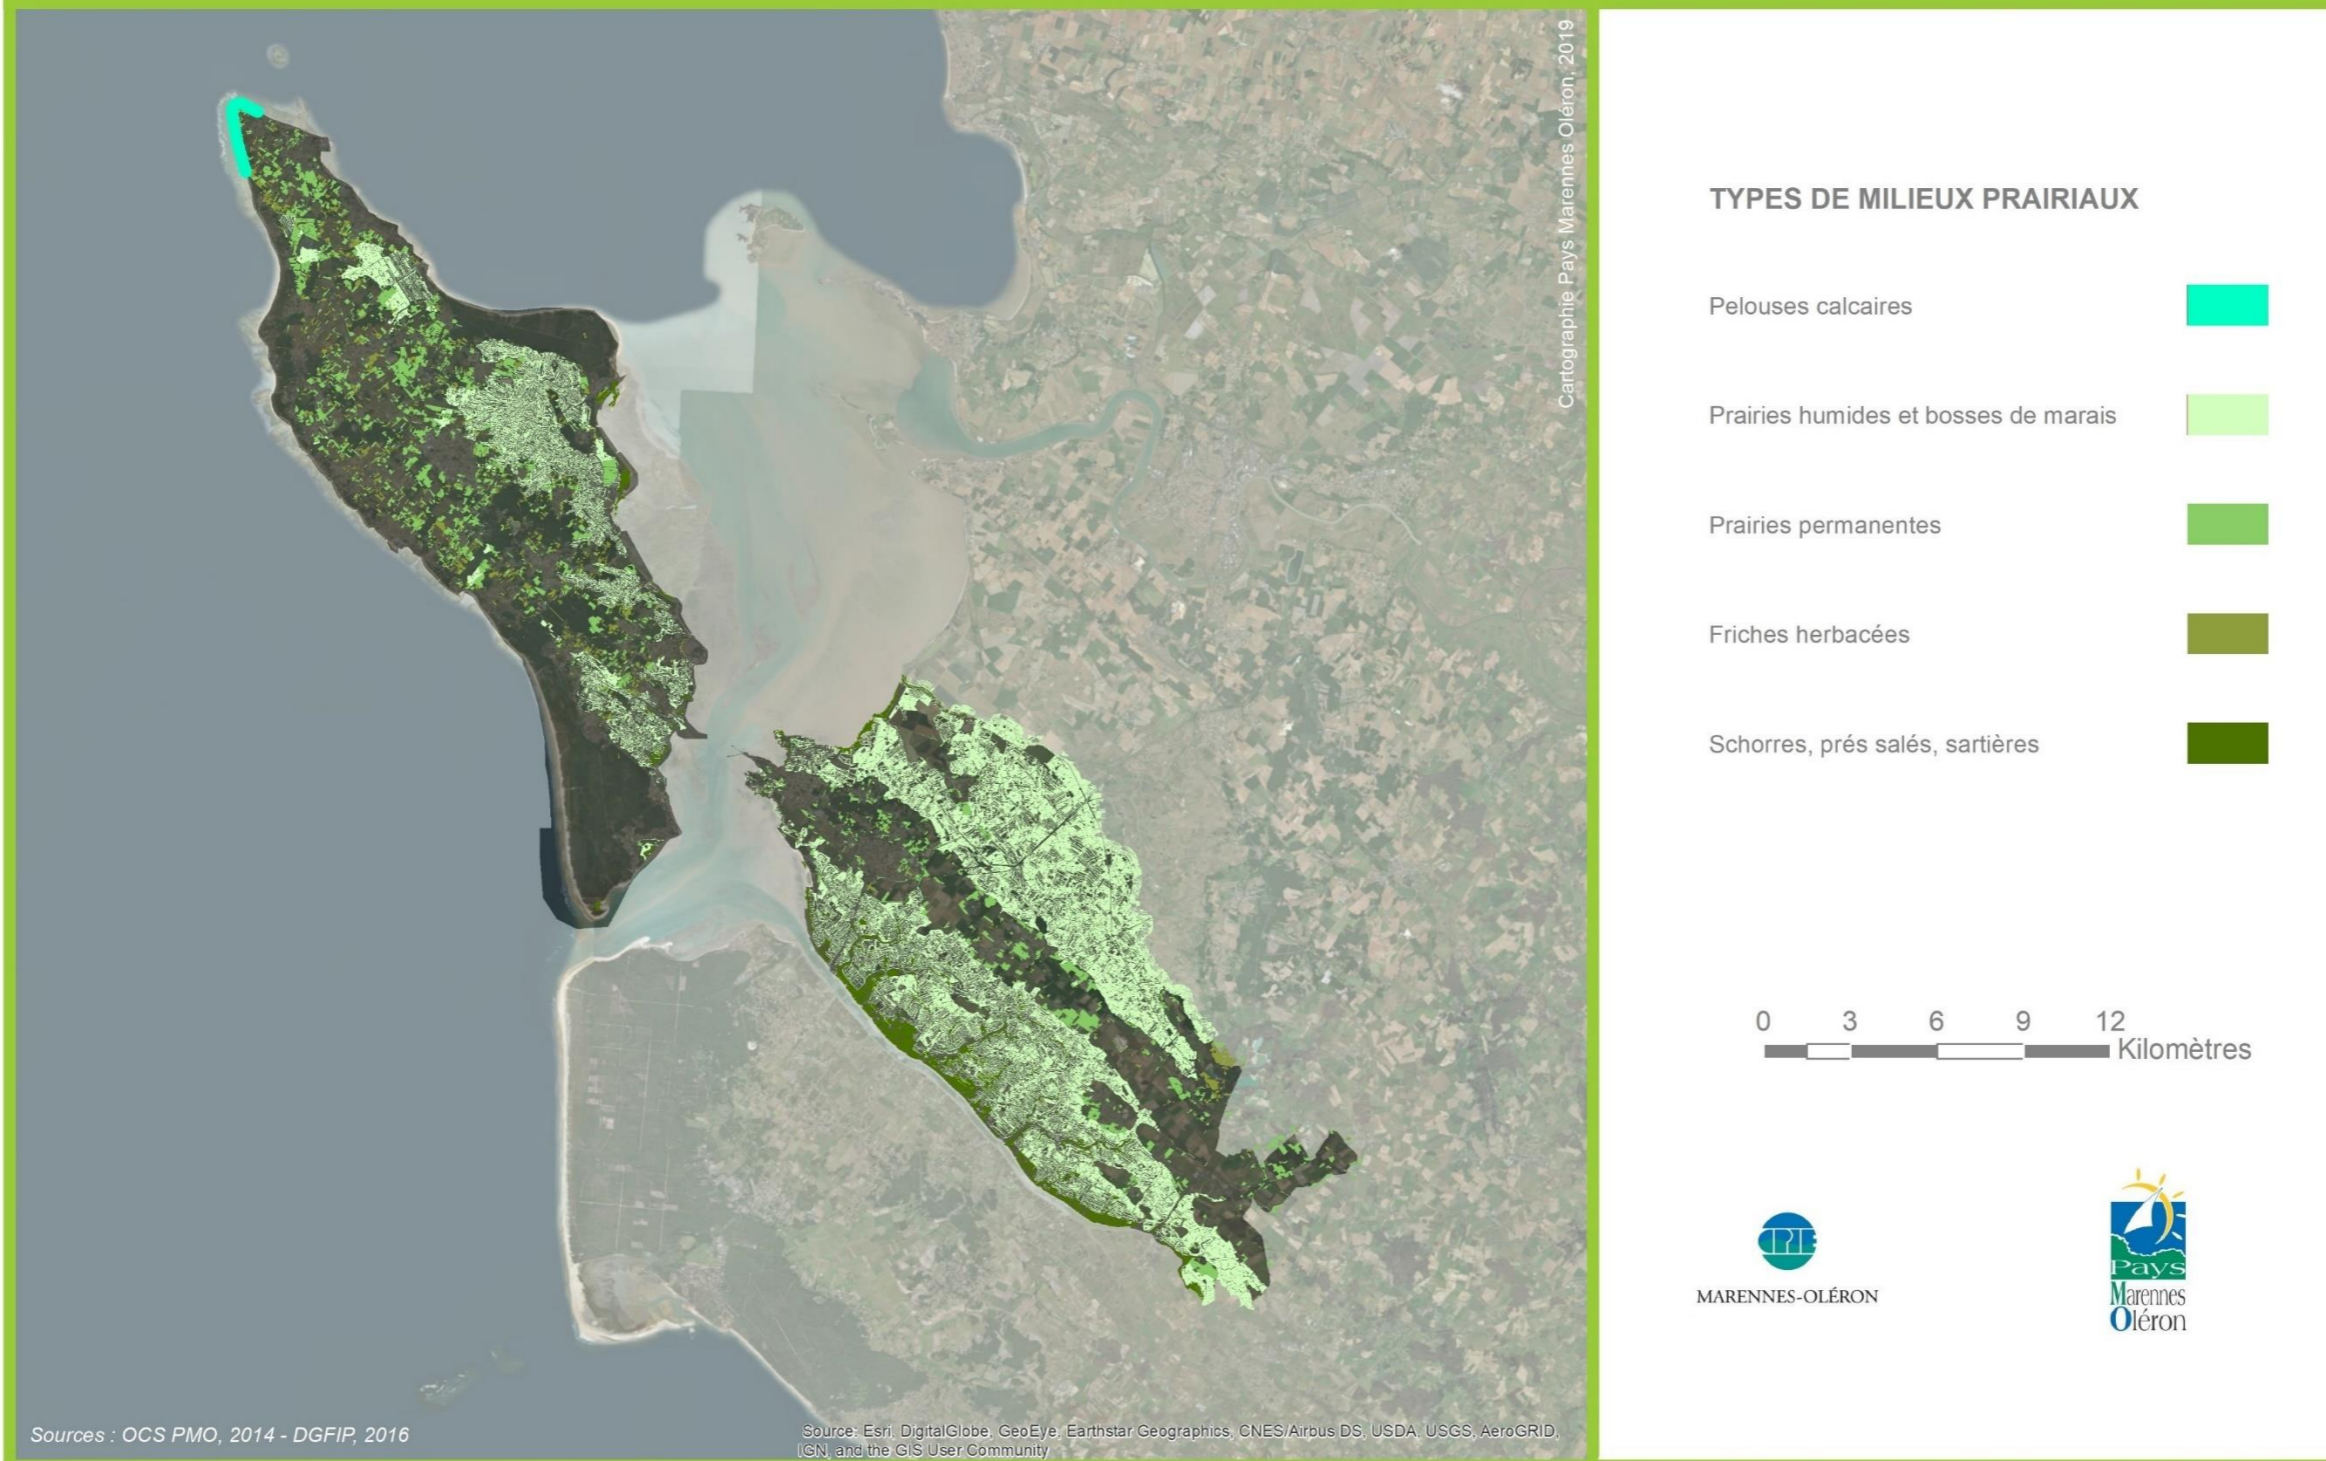 Cartographie Pays Marennes Oléron, 2019
TYPES DE MILIEUX PRAIRIAUX
Pelouses calcaires
Prairies humides et bosses de marais
Prairies permanentes
Friches herbacées
Schorres, prés salés, sartières
0 3 6 9 12
Kilomètres
CPIE
MARENNES-OLÉRON
Pays
Marennes
Oléron
Sources : OCS PMO, 2014 - DGFIP, 2016
Source: Esri, DigitalGlobe, GeoEye, Earthstar Geographics, CNES/Airbus DS, USDA, USGS, AeroGRID,
IGN, and the GIS User Community